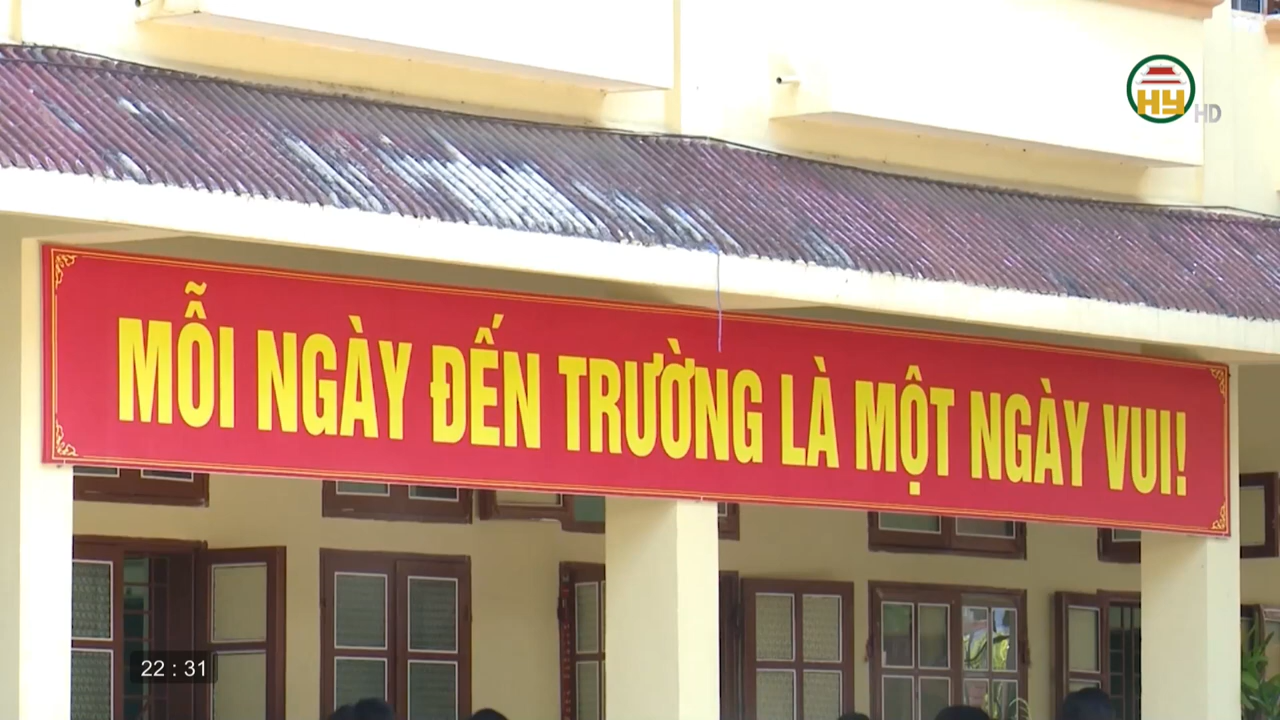 HY HD
MỖI NGÀY ĐẾN TRƯỜNG LÀ MỘT NGÀY VUI!
22 : 31